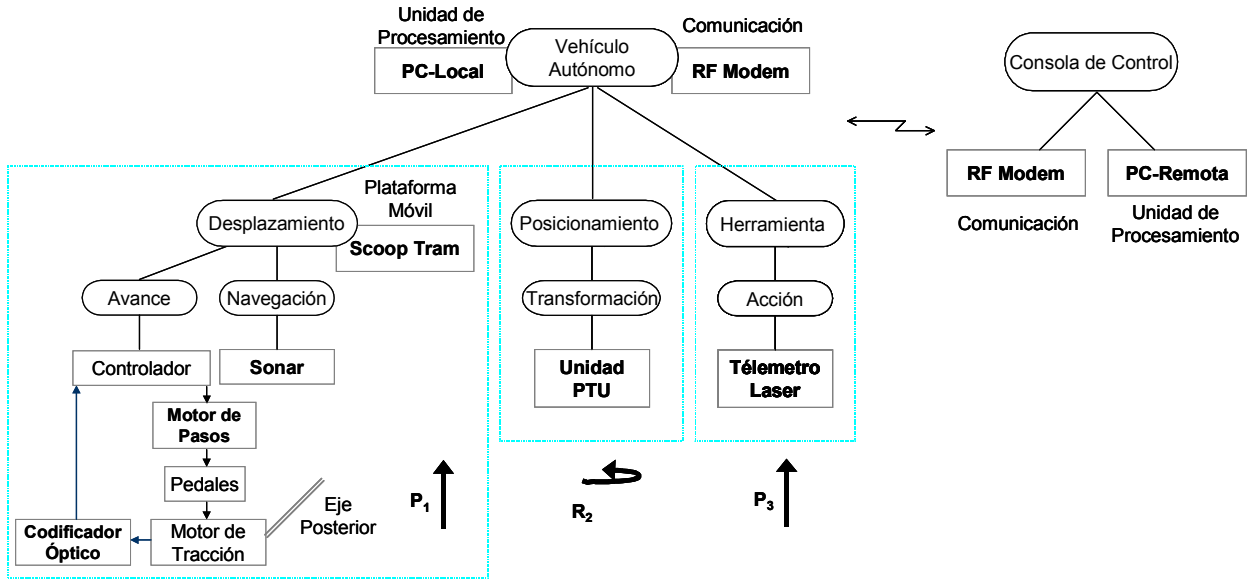 Unidad de
Procesamiento
PC-Local
Vehículo
Autónomo
Comunicación
RF Modem
Consola de Control
RF Modem
Comunicación
PC-Remota
Unidad de
Procesamiento
Plataforma
Móvil
Desplazamiento
Scoop Tram
Avance
Navegación
Controlador
Sonar
Motor de
Pasos
Pedales
Motor de
Tracción
Codificador
Óptico
Eje
Posterior
P1
Posicionamiento
Transformación
Unidad
PTU
R2
Herramienta
Acción
Télemetro
Laser
P3